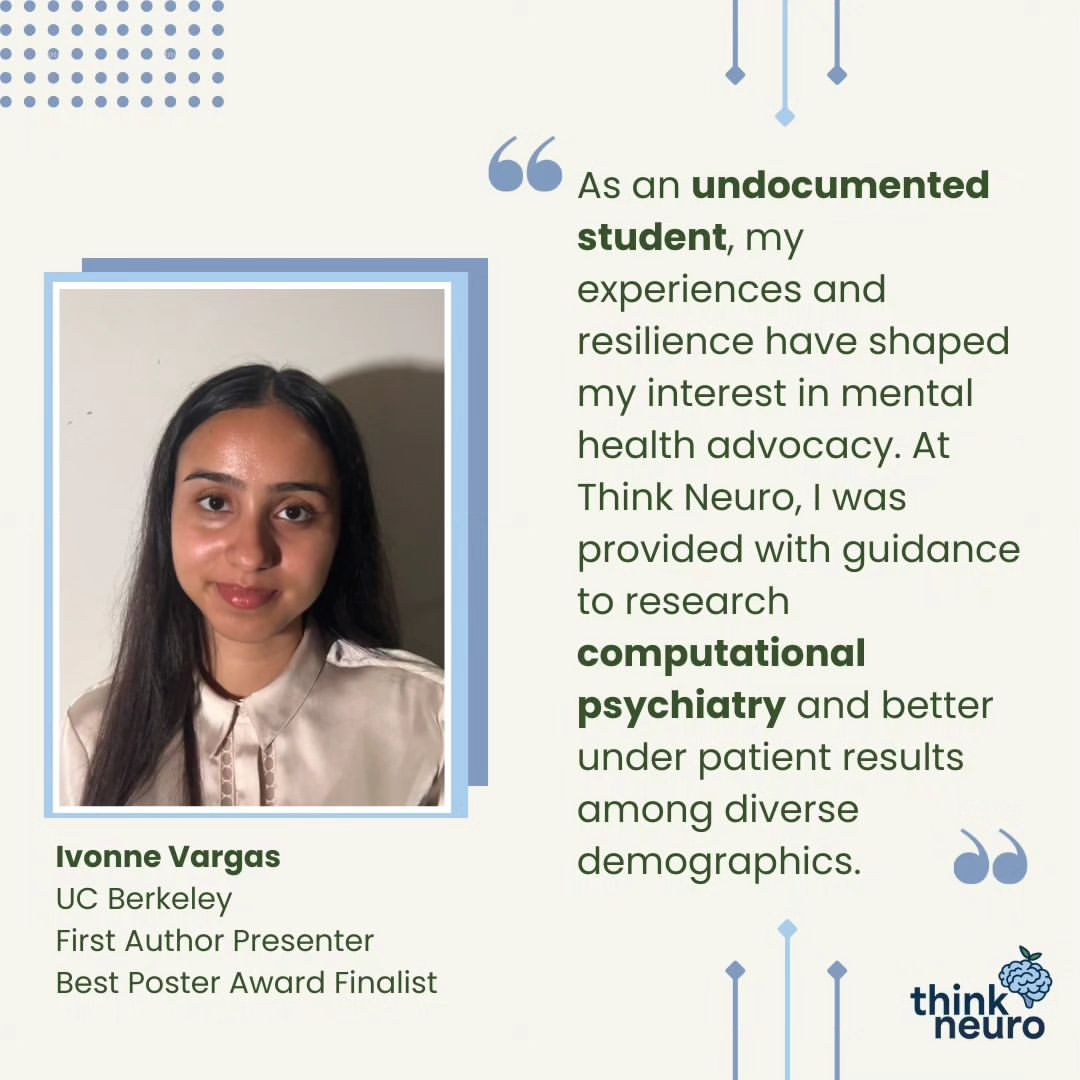 As an undocumented
student, my
experiences and
resilience have shaped
my interest in mental
health advocacy. At
Think Neuro, I was
provided with guidance
to research
computational
psychiatry and better
under patient results
among diverse
demographics.
Ivonne Vargas
UC Berkeley
First Author Presenter
Best Poster Award Finalist
think
neuro